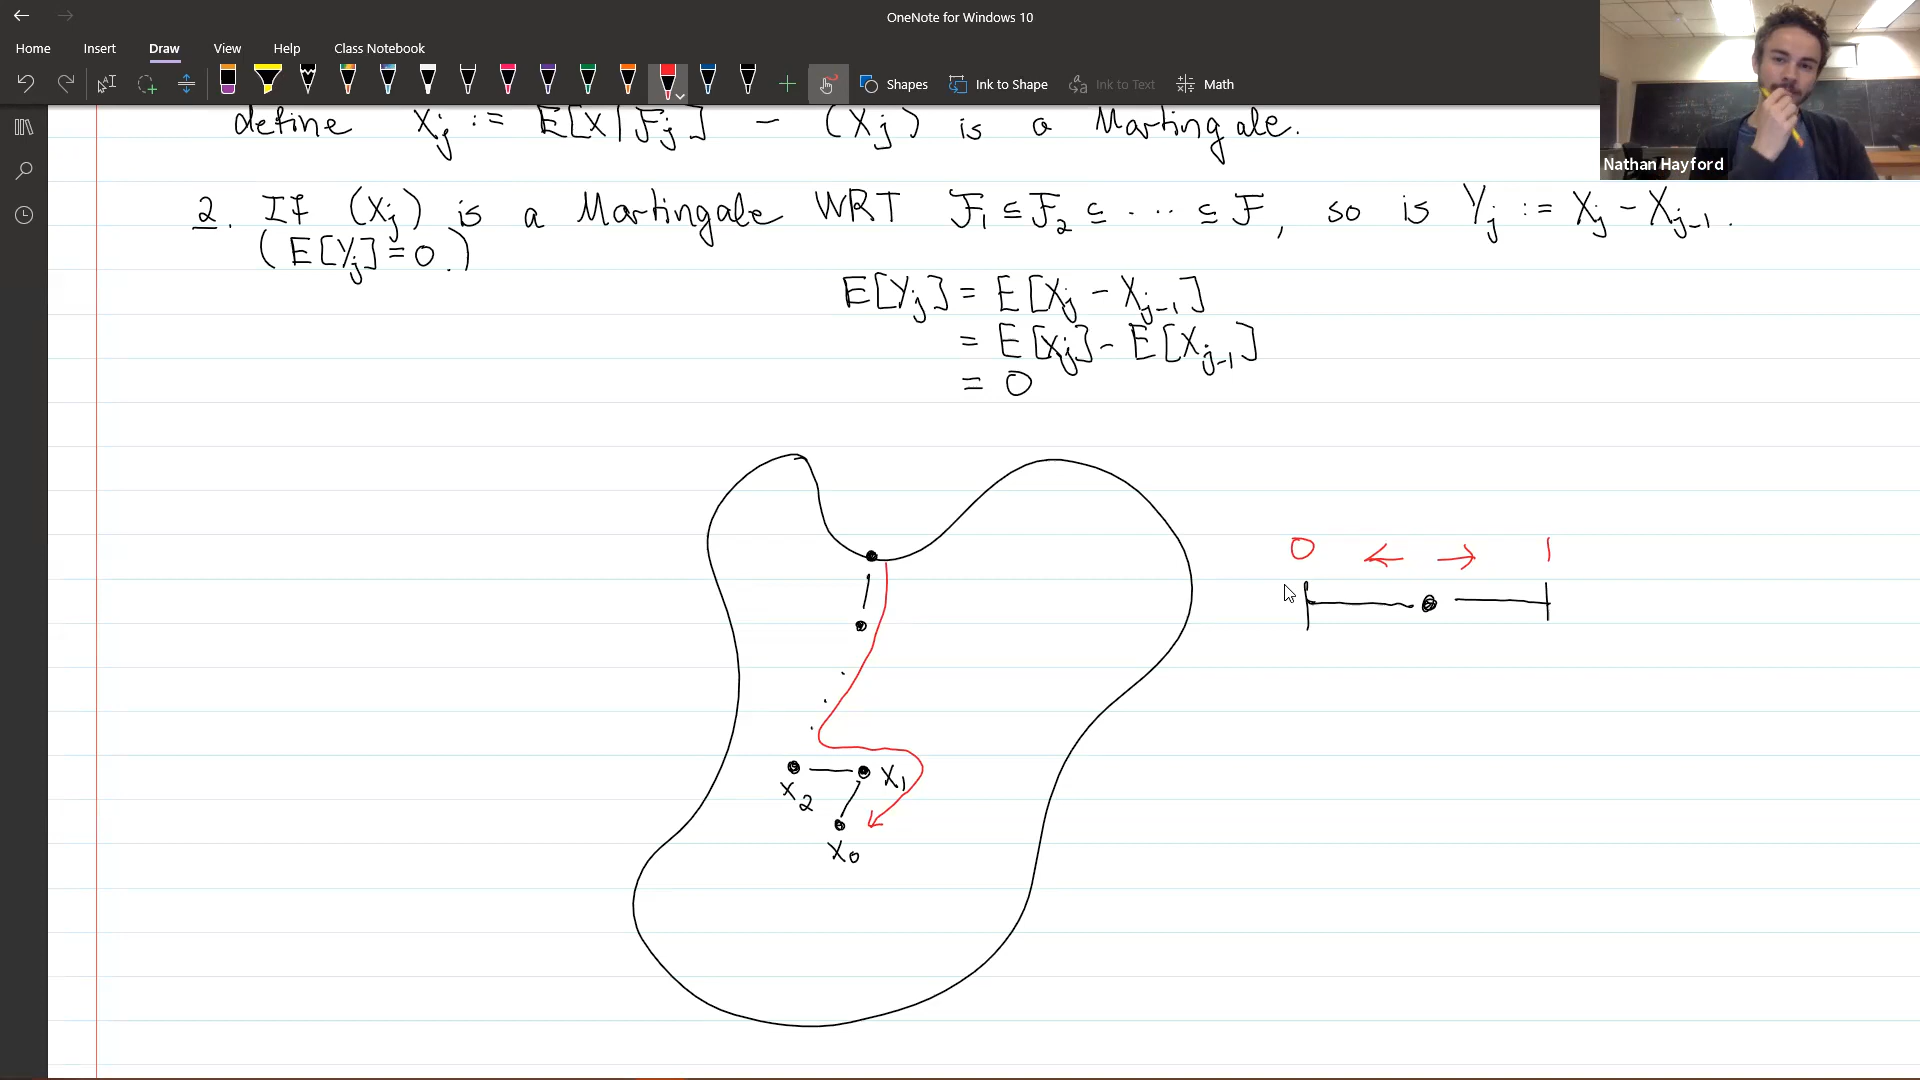 OneNote for Windows 10
Home Insert Draw View Help Class Notebook
Shapes Ink to Shape Ink to Text Math
Nathan Hayford
define X_j := E[X|F_j] - (X_j) is a Martingale.
2. If (X_j) is a Martingale WRT F_1 ⊆ F_2 ⊆ ... ⊆ F, so is Y_j := X_j - X_{j-1}.
(E[Y_j]=0.)
E[Y_j] = E[X_j - X_{j-1}]
= E[X_j] - E[X_{j-1}]
= 0
0 ← → 1
X_2 X_1
X_0